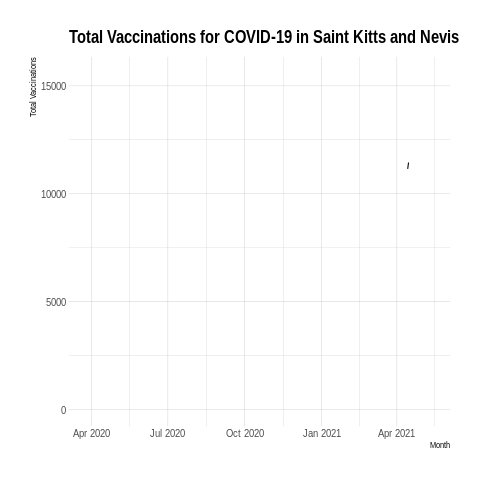 Total Vaccinations for COVID-19 in Saint Kitts and Nevis
Total Vaccinations
15000
10000
5000
0
Apr 2020 Jul 2020 Oct 2020 Jan 2021 Apr 2021
Month